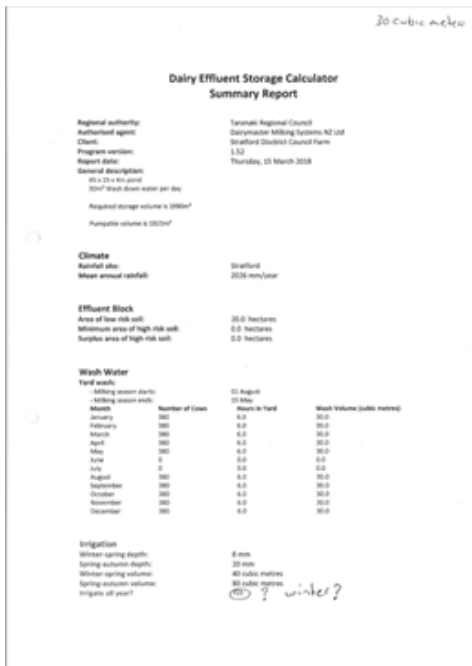 30 cubic meter
Dairy Effluent Storage Calculator
Summary Report
Regional authority: Taranaki Regional Council
Authorised agent: Dairymaster Milking Systems NZ Ltd
Client: Stratford Disctrict Council Farm
Program version: 1.52
Report date: Thursday, 15 March 2018
General description:
45 x 25 x 4m pond
30m³ Wash down water per day
Required storage volume is 1890m³
Pumpable volume is 1923m³
Climate
Rainfall site: Stratford
Mean annual rainfall: 2026 mm/year
Effluent Block
Area of low risk soil: 20.0 hectares
Minimum area of high risk soil: 0.0 hectares
Surplus area of high risk soil: 0.0 hectares
Wash Water
Yard wash:
- Milking season starts: 01 August
- Milking season ends: 15 May
Month Number of Cows Hours in Yard Wash Volume (cubic metres)
January 380 6.0 30.0
February 380 6.0 30.0
March 380 6.0 30.0
April 380 6.0 30.0
May 380 6.0 30.0
June 0 0.0 0.0
July 0 0.0 0.0
August 380 6.0 30.0
September 380 6.0 30.0
October 380 6.0 30.0
November 380 6.0 30.0
December 380 6.0 30.0
Irrigation
Winter-spring depth: 8 mm
Spring-autumn depth: 20 mm
Winter-spring volume: 40 cubic metres
Spring-autumn volume: 80 cubic metres
Irrigate all year? ? winter?